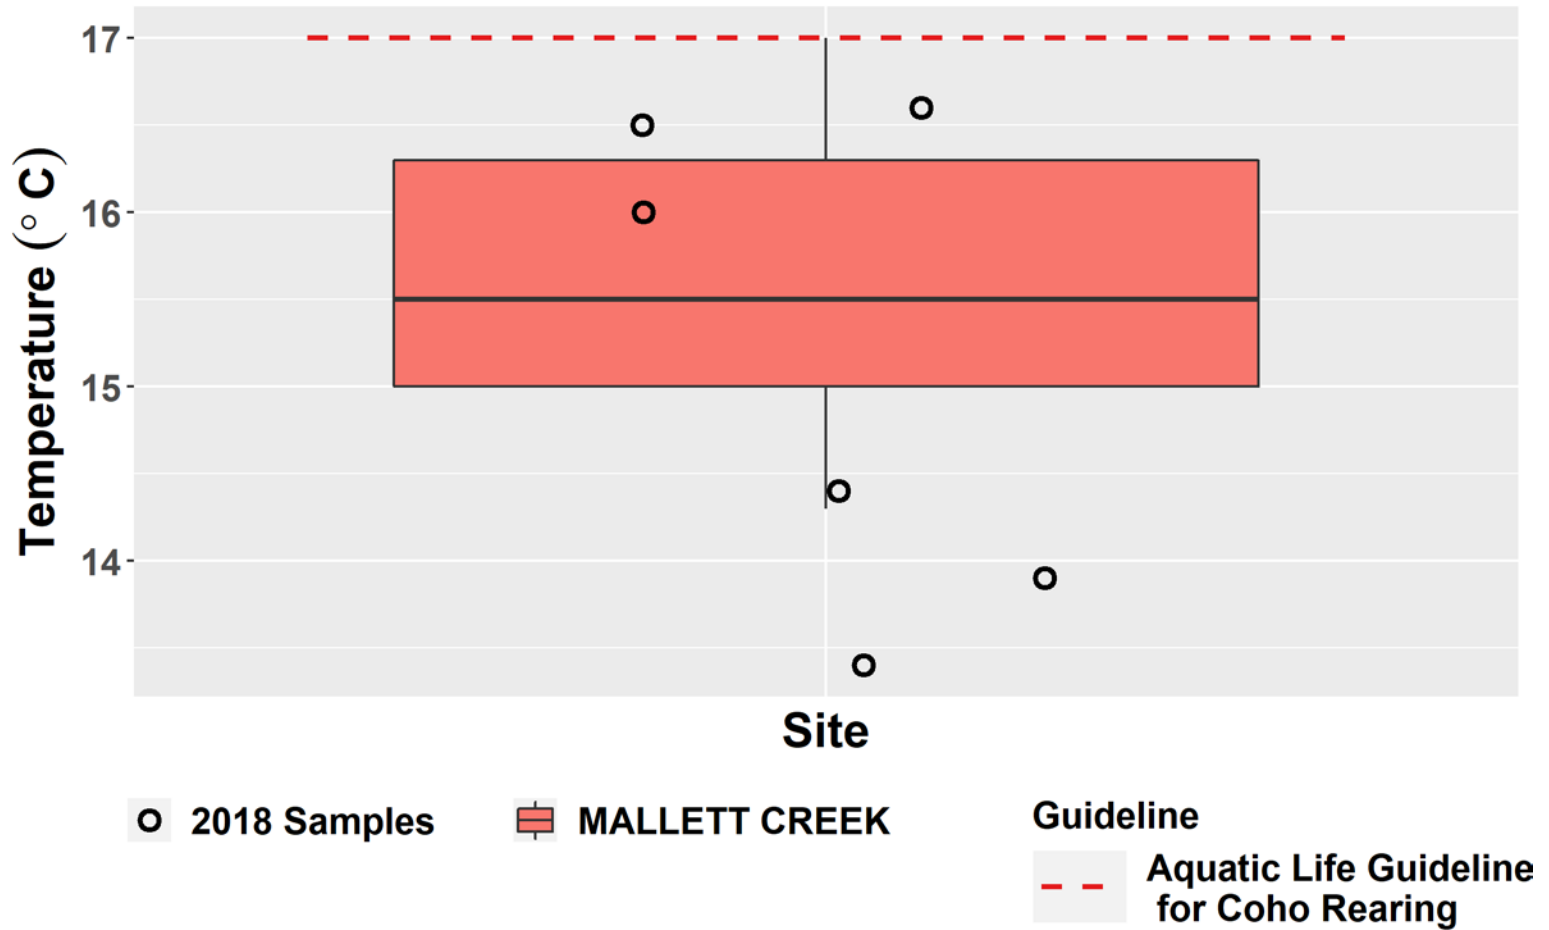 17
16
15
14
Temperature (° C)
Site
2018 Samples
MALLETT CREEK
Guideline
Aquatic Life Guideline
for Coho Rearing